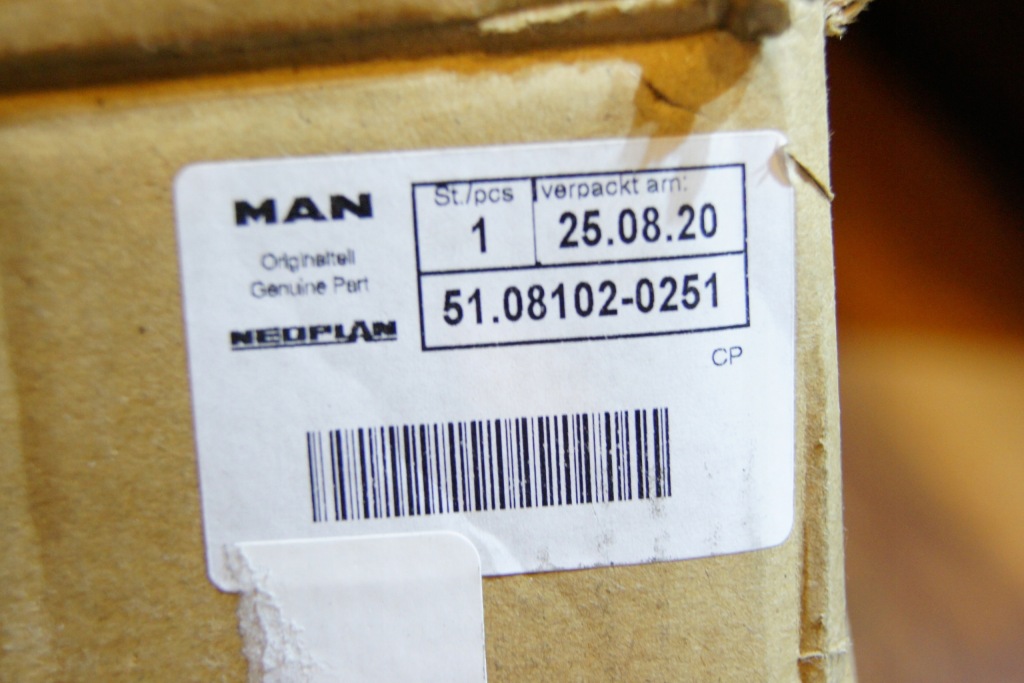 MAN
Originalteil
Genuine Part
NEOPLAN
St./pcs verpackt am:
1 25.08.20
51.08102-0251
CP